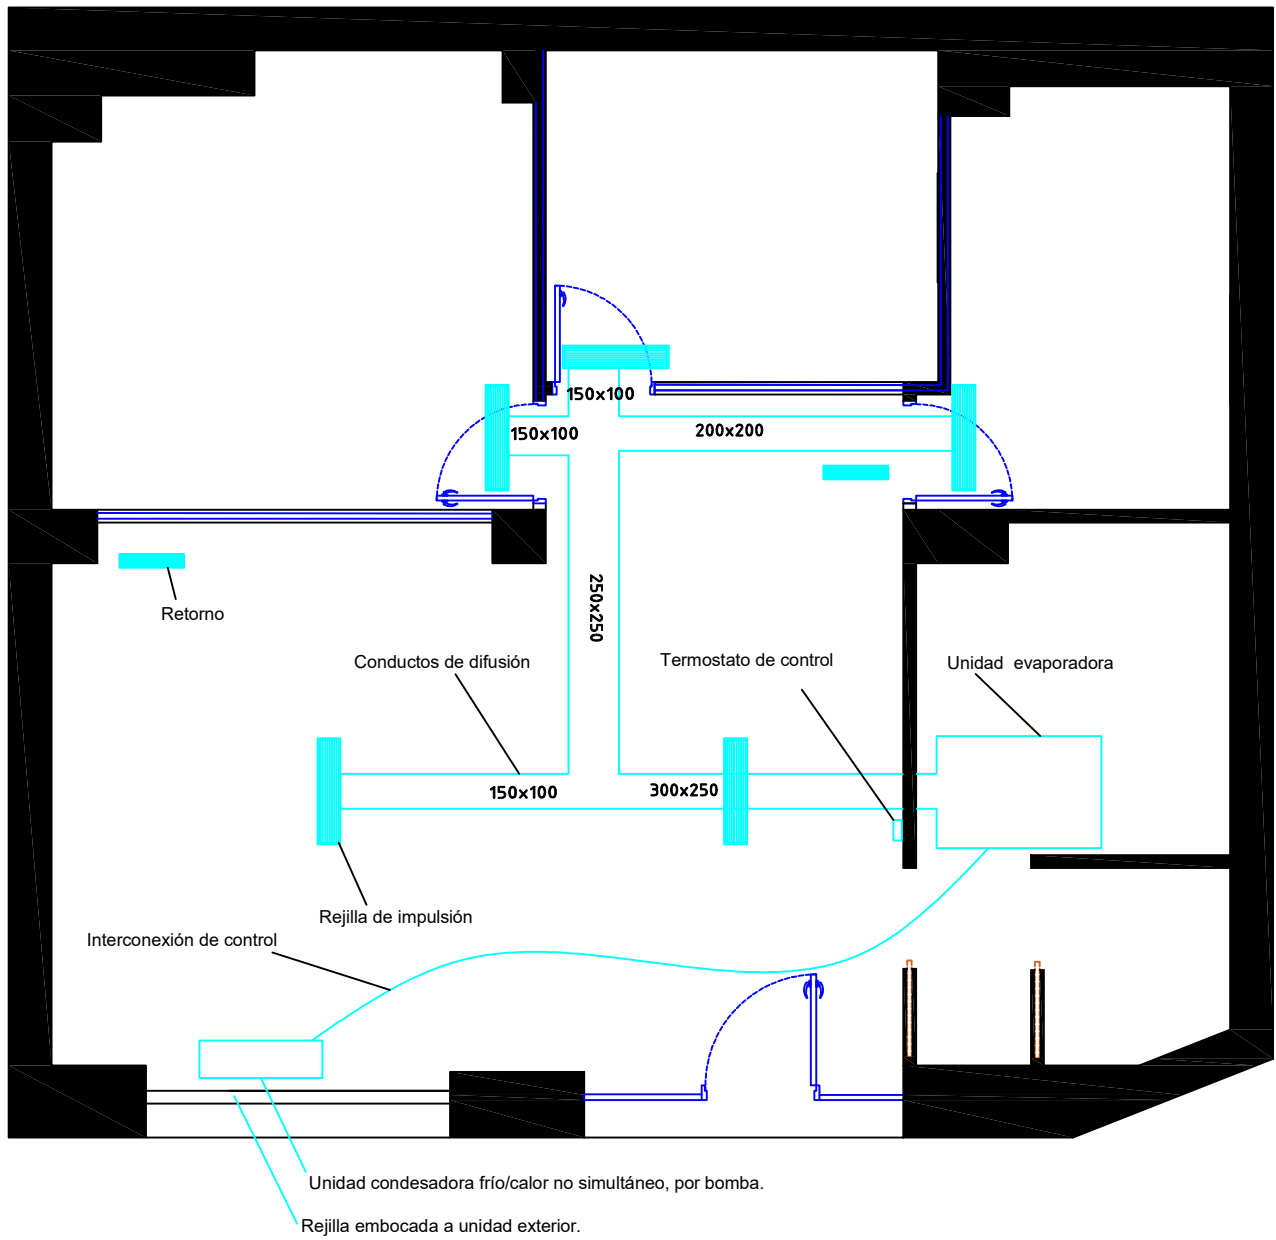 150x100
150x100
200x200
250x250
Retorno
Conductos de difusión
Termostato de control
Unidad evaporadora
150x100
300x250
Rejilla de impulsión
Interconexión de control
Unidad condesadora frío/calor no simultáneo, por bomba.
Rejilla embocada a unidad exterior.